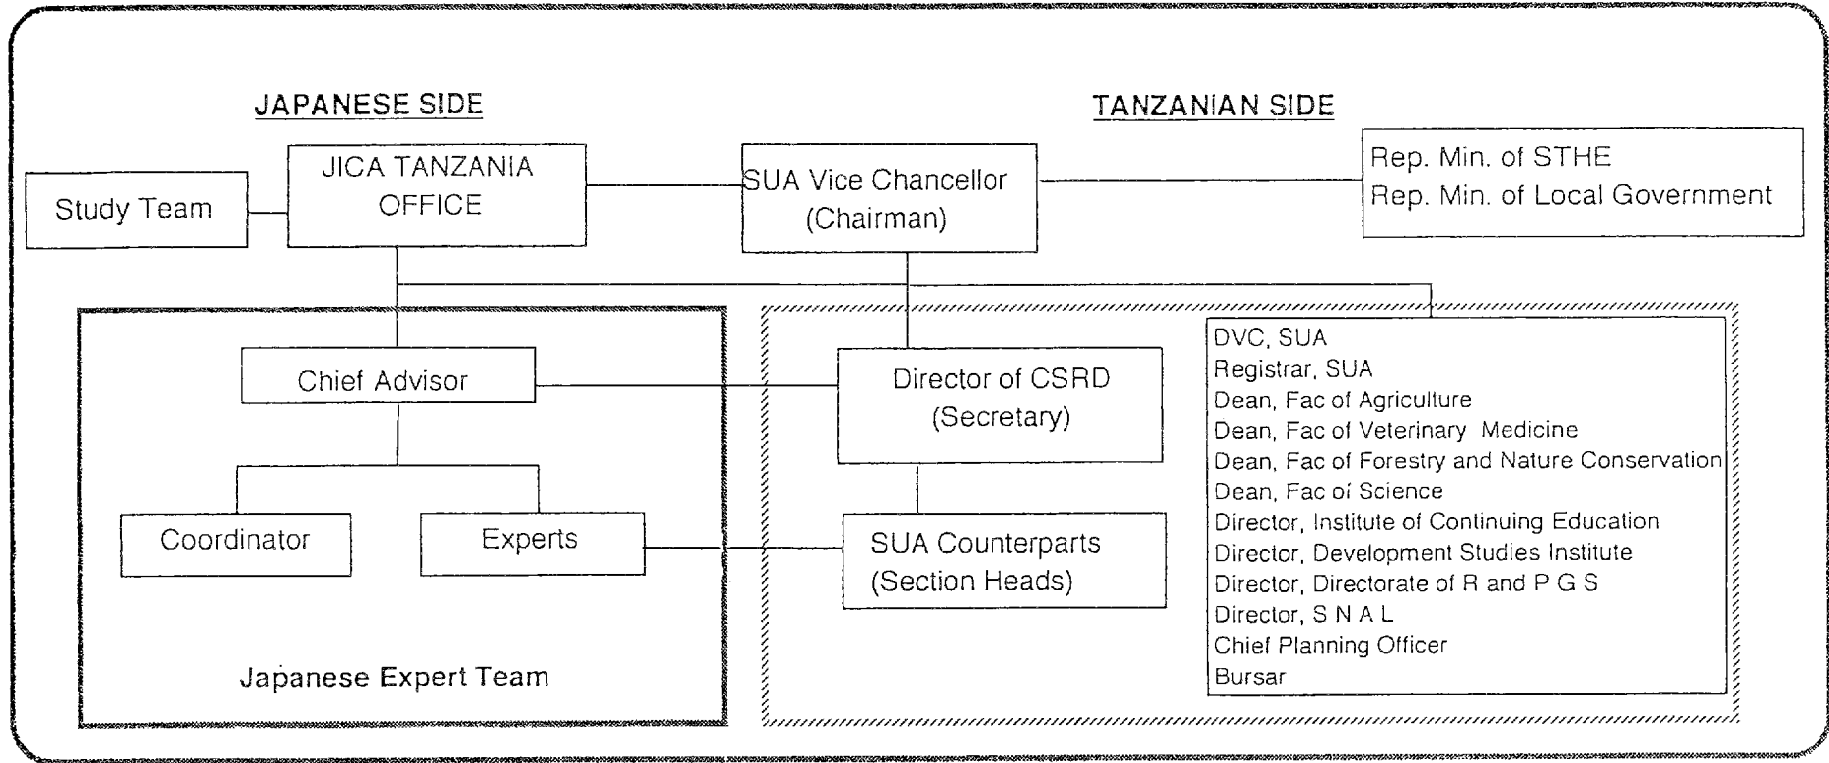 JAPANESE SIDE
TANZANIAN SIDE
Study Team
JICA TANZANIA
OFFICE
SUA Vice Chancellor
(Chairman)
Rep. Min. of STHE
Rep. Min. of Local Government
Chief Advisor
Coordinator
Experts
Japanese Expert Team
Director of CSRD
(Secretary)
SUA Counterparts
(Section Heads)
DVC, SUA
Registrar, SUA
Dean, Fac of Agriculture
Dean, Fac of Veterinary Medicine
Dean, Fac of Forestry and Nature Conservation
Dean, Fac of Science
Director, Institute of Continuing Education
Director, Development Studies Institute
Director, Directorate of R and P G S
Director, S N A L
Chief Planning Officer
Bursar